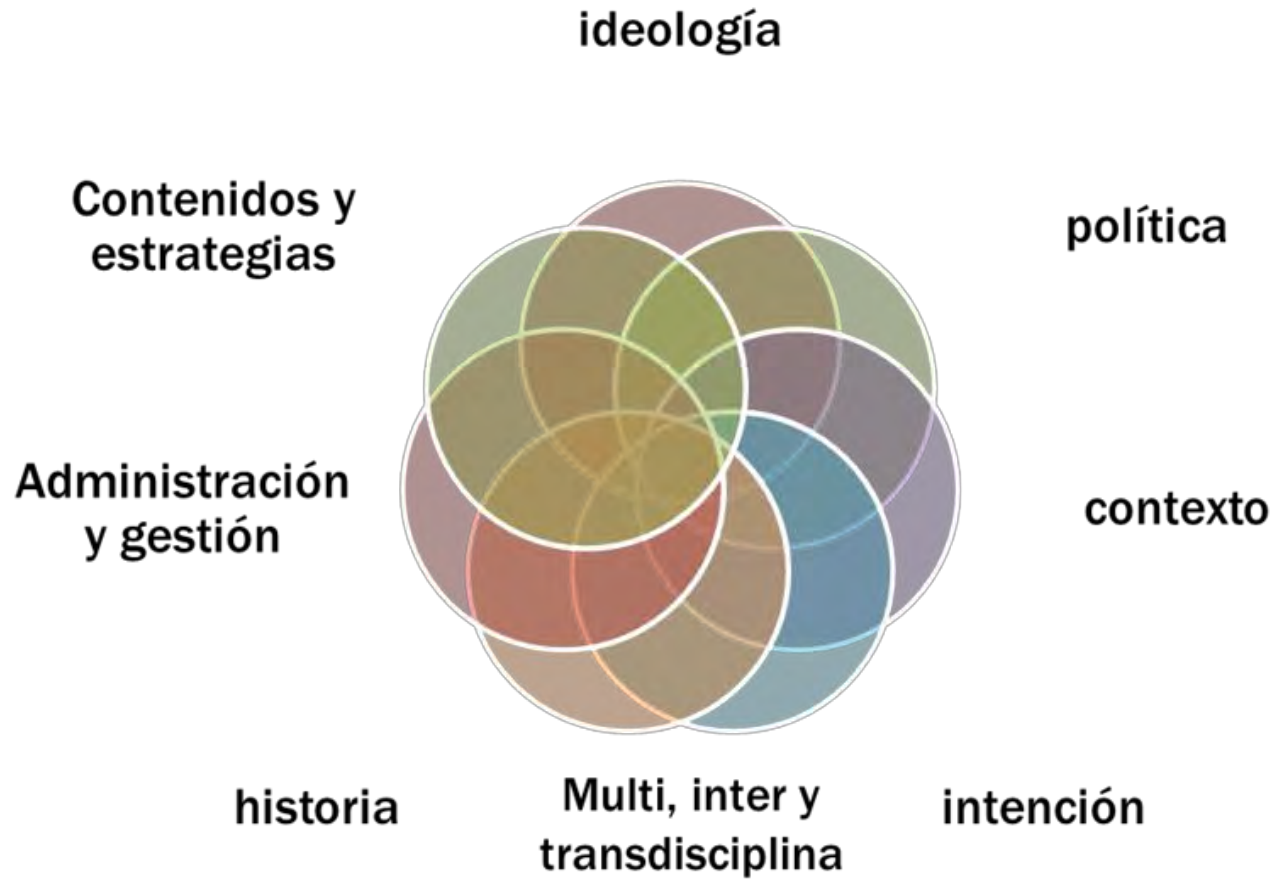 ideología
Contenidos y
estrategias
política
Administración
y gestión
contexto
historia
Multi, inter y
transdisciplina
intención